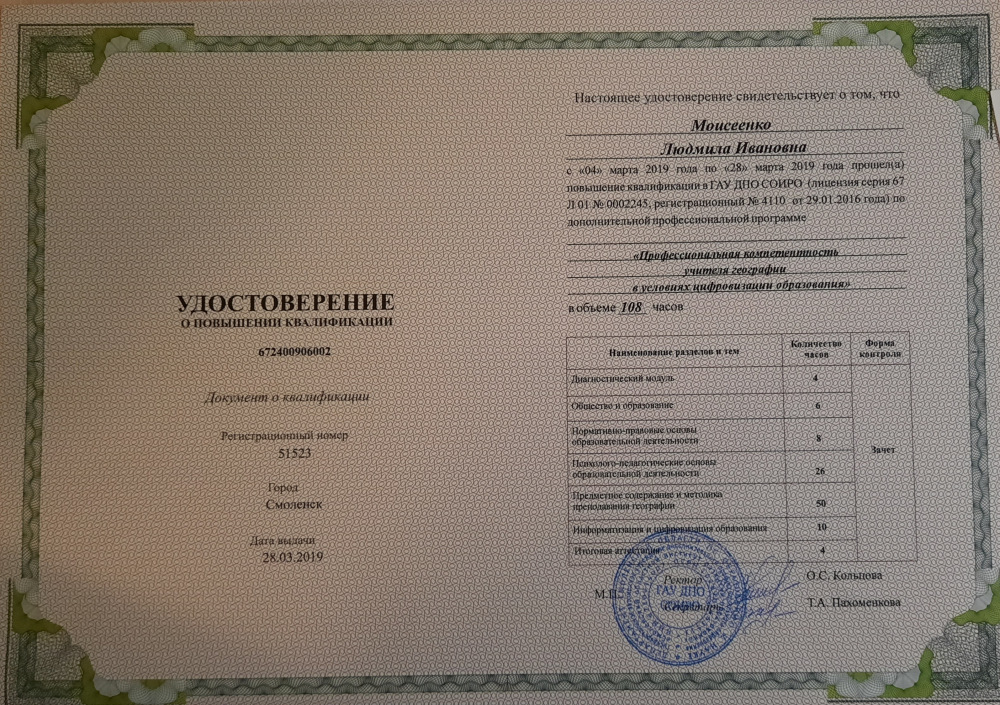 УДОСТОВЕРЕНИЕ
О ПОВЫШЕНИИ КВАЛИФИКАЦИИ
672400906002
Документ о квалификации
Регистрационный номер
51523
Город
Смоленск
Дата выдачи
28.03.2019
Настоящее удостоверение свидетельствует о том, что
Моисеенко
Людмила Ивановна
с «04» марта 2019 года по «28» марта 2019 года прошел(а)
повышение квалификации в ГАУ ДПО СОИРО (лицензия серия 67
Л 01 № 0002245, регистрационный № 4110 от 29.01.2016 года) по
дополнительной профессиональной программе
«Профессиональная компетентность
учителя географии
в условиях цифровизации образования»
в объеме 108 часов
Наименование разделов и тем
Количество
часов
Форма
контроля
Диагностический модуль 4
Общество и образование 6
Нормативно-правовые основы
образовательной деятельности 8
Психолого-педагогические основы
образовательной деятельности 26
Предметное содержание и методика
преподавания географии 50
Информатизация и цифровизация образования 10
Итоговая аттестация 4
Зачет
М.П.
Ректор О.С. Кольцова
Секретарь Т.А. Пахоменкова
ГАУ ДПО
СОИРО